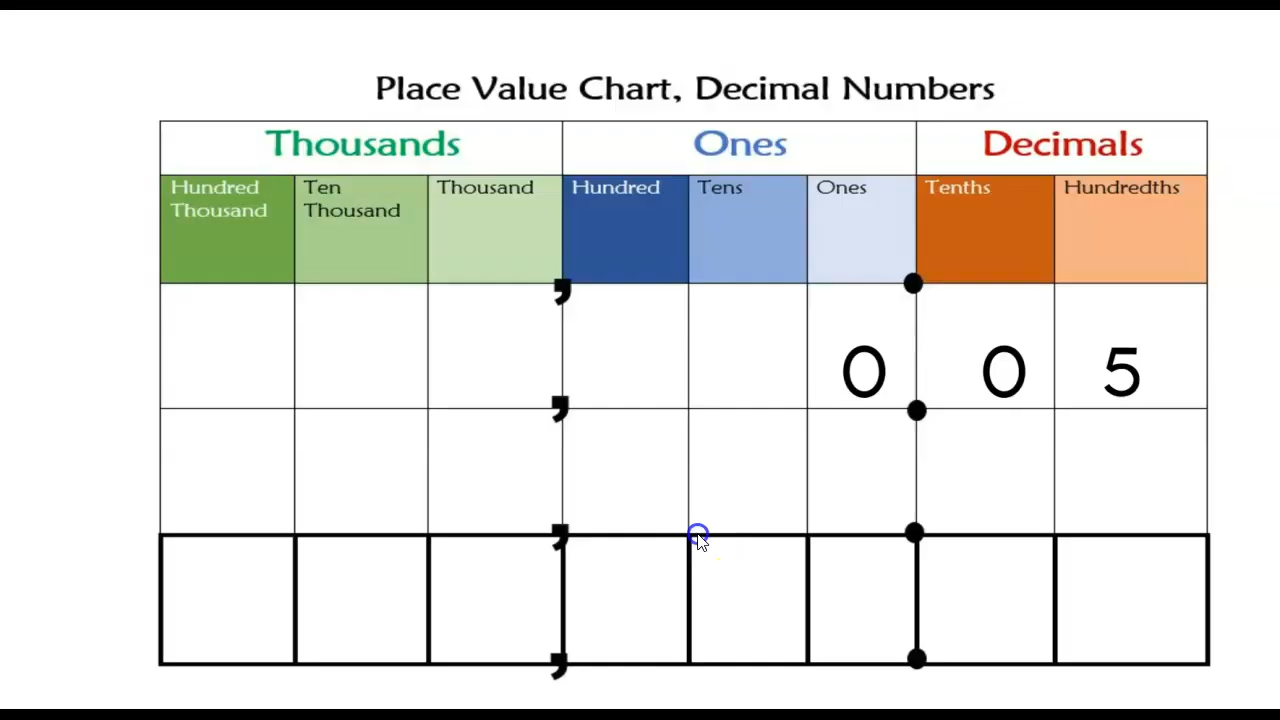 Place Value Chart, Decimal Numbers
Thousands Ones Decimals
Hundred Ten Thousand Hundred Tens Ones Tenths Hundredths
Thousand Thousand
,
.
0 0 5
, .
, .
, .